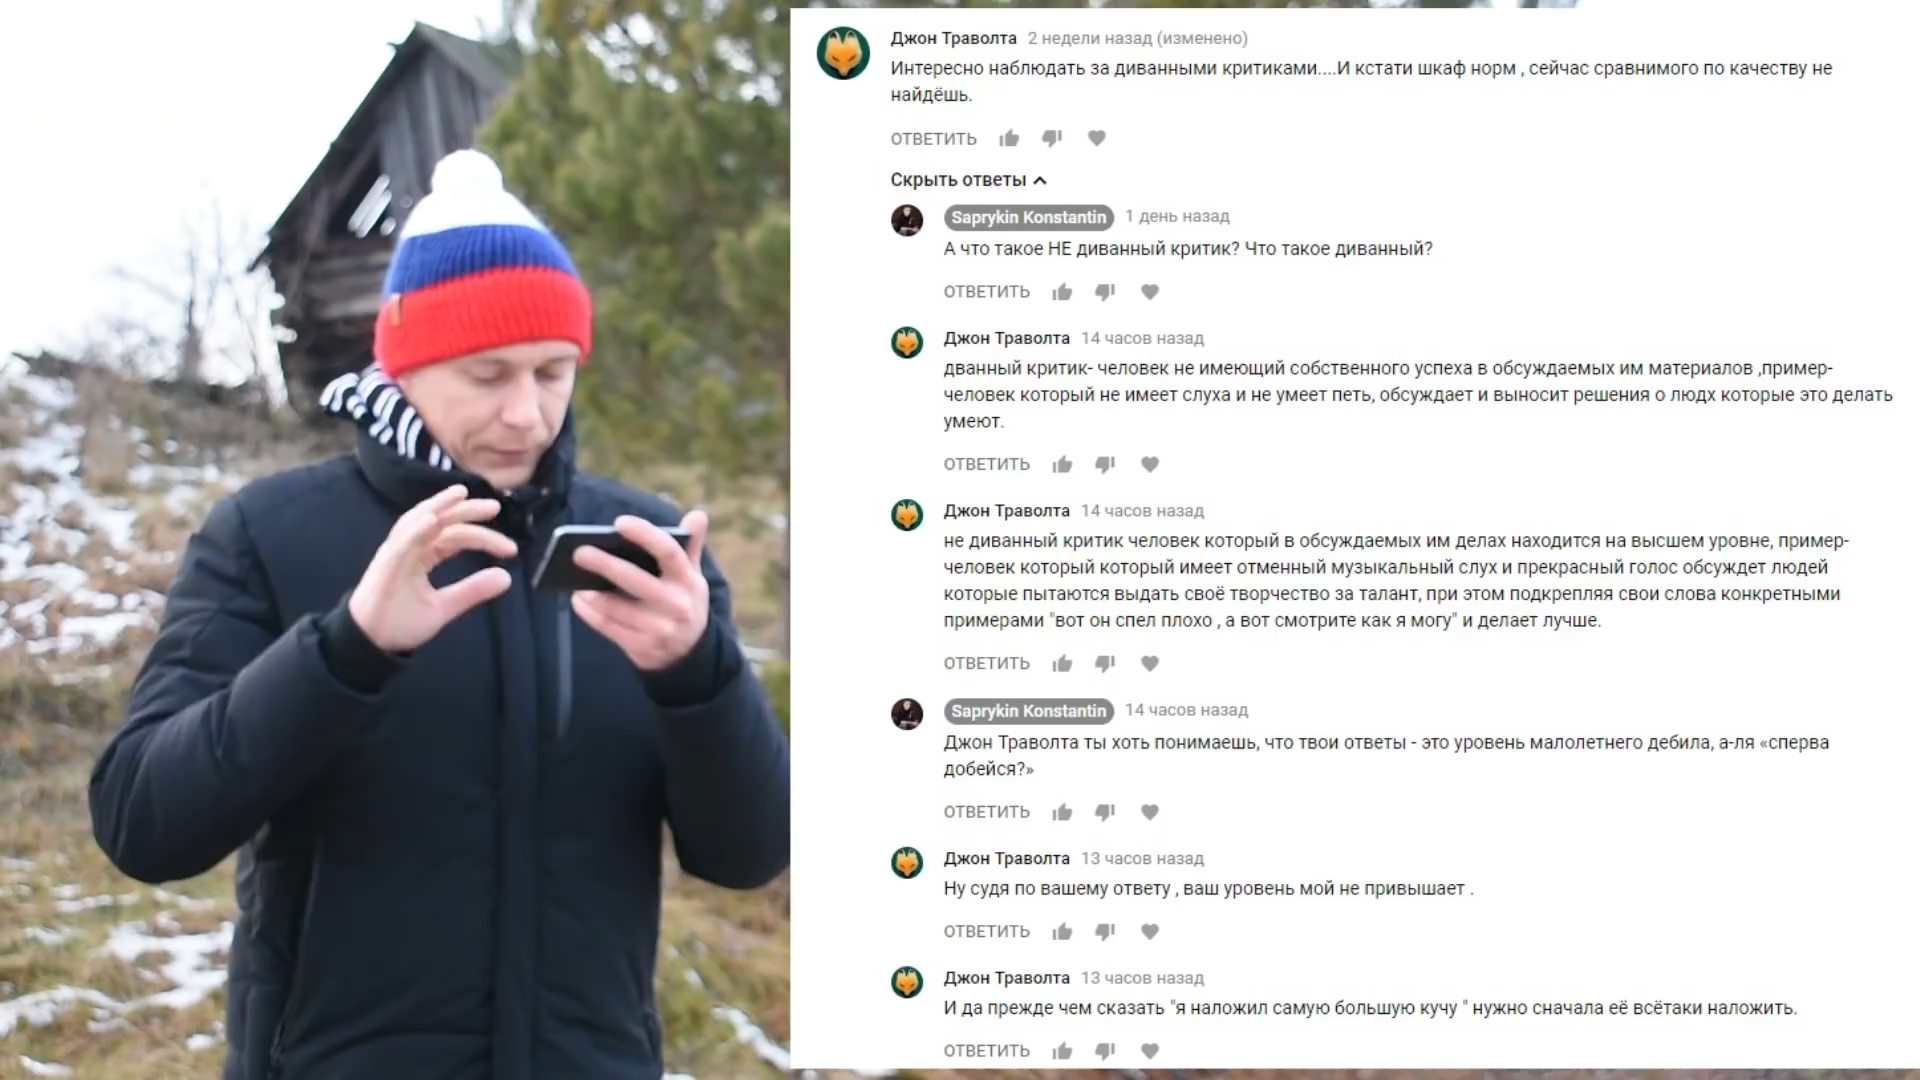 Джон Траволта 2 недели назад (изменено)
Интересно наблюдать за диванными критиками....И кстати шкаф норм , сейчас сравнимого по качеству не
найдёшь.
ОТВЕТИТЬ
Скрыть ответы
Saprykin Konstantin 1 день назад
А что такое НЕ диванный критик? Что такое диванный?
ОТВЕТИТЬ
Джон Траволта 14 часов назад
дванный критик- человек не имеющий собственного успеха в обсуждаемых им материалов ,пример-
человек который не имеет слуха и не умеет петь, обсуждает и выносит решения о людх которые это делать
умеют.
ОТВЕТИТЬ
Джон Траволта 14 часов назад
не диванный критик человек который в обсуждаемых им делах находится на высшем уровне, пример-
человек который который имеет отменный музыкальный слух и прекрасный голос обсуждет людей
которые пытаются выдать своё творчество за талант, при этом подкрепляя свои слова конкретными
примерами "вот он спел плохо , а вот смотрите как я могу" и делает лучше.
ОТВЕТИТЬ
Saprykin Konstantin 14 часов назад
Джон Траволта ты хоть понимаешь, что твои ответы - это уровень малолетнего дебила, а-ля «сперва
добейся?»
ОТВЕТИТЬ
Джон Траволта 13 часов назад
Ну судя по вашему ответу , ваш уровень мой не привышает .
ОТВЕТИТЬ
Джон Траволта 13 часов назад
И да прежде чем сказать "я наложил самую большую кучу " нужно сначала её всётаки наложить.
ОТВЕТИТЬ